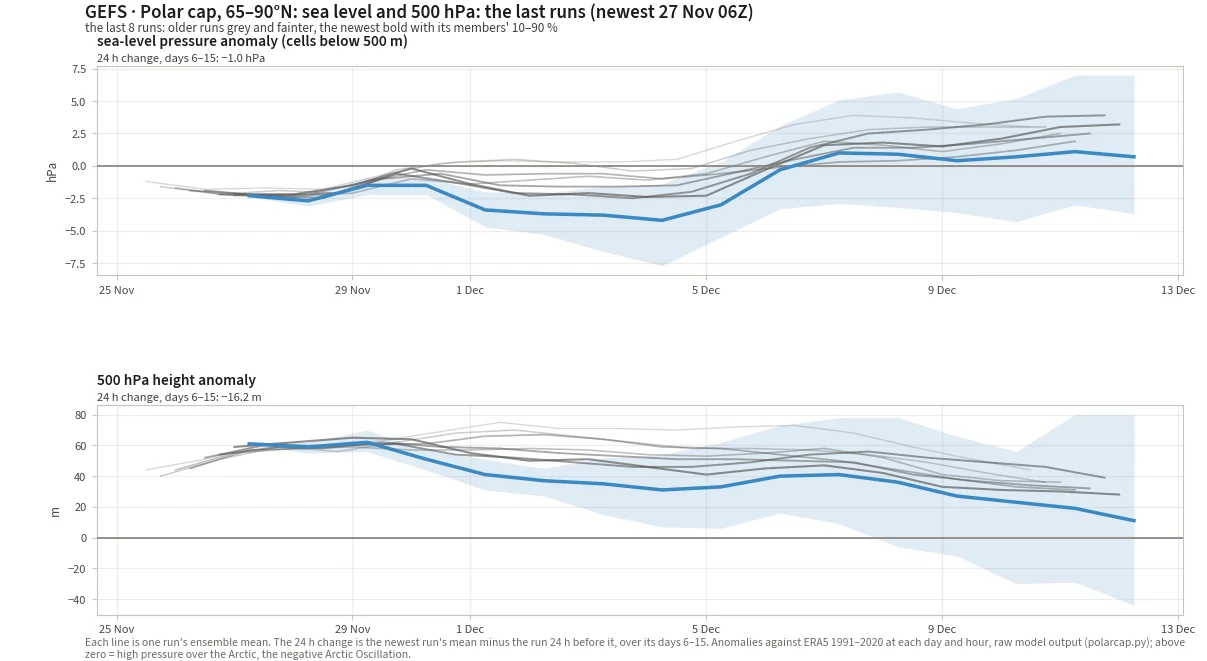 GEFS · Polar cap, 65–90°N: sea level and 500 hPa: the last runs (newest 27 Nov 06Z)
the last 8 runs: older runs grey and fainter, the newest bold with its members' 10–90 %
sea-level pressure anomaly (cells below 500 m)
24 h change, days 6–15: −1.0 hPa
7.5
5.0
2.5
0.0
−2.5
−5.0
−7.5
hPa
25 Nov
29 Nov
1 Dec
5 Dec
9 Dec
13 Dec
500 hPa height anomaly
24 h change, days 6–15: −16.2 m
80
60
40
20
0
−20
−40
m
25 Nov
29 Nov
1 Dec
5 Dec
9 Dec
13 Dec
Each line is one run's ensemble mean. The 24 h change is the newest run's mean minus the run 24 h before it, over its days 6–15. Anomalies against ERA5 1991–2020 at each day and hour, raw model output (polarcap.py); above
zero = high pressure over the Arctic, the negative Arctic Oscillation.